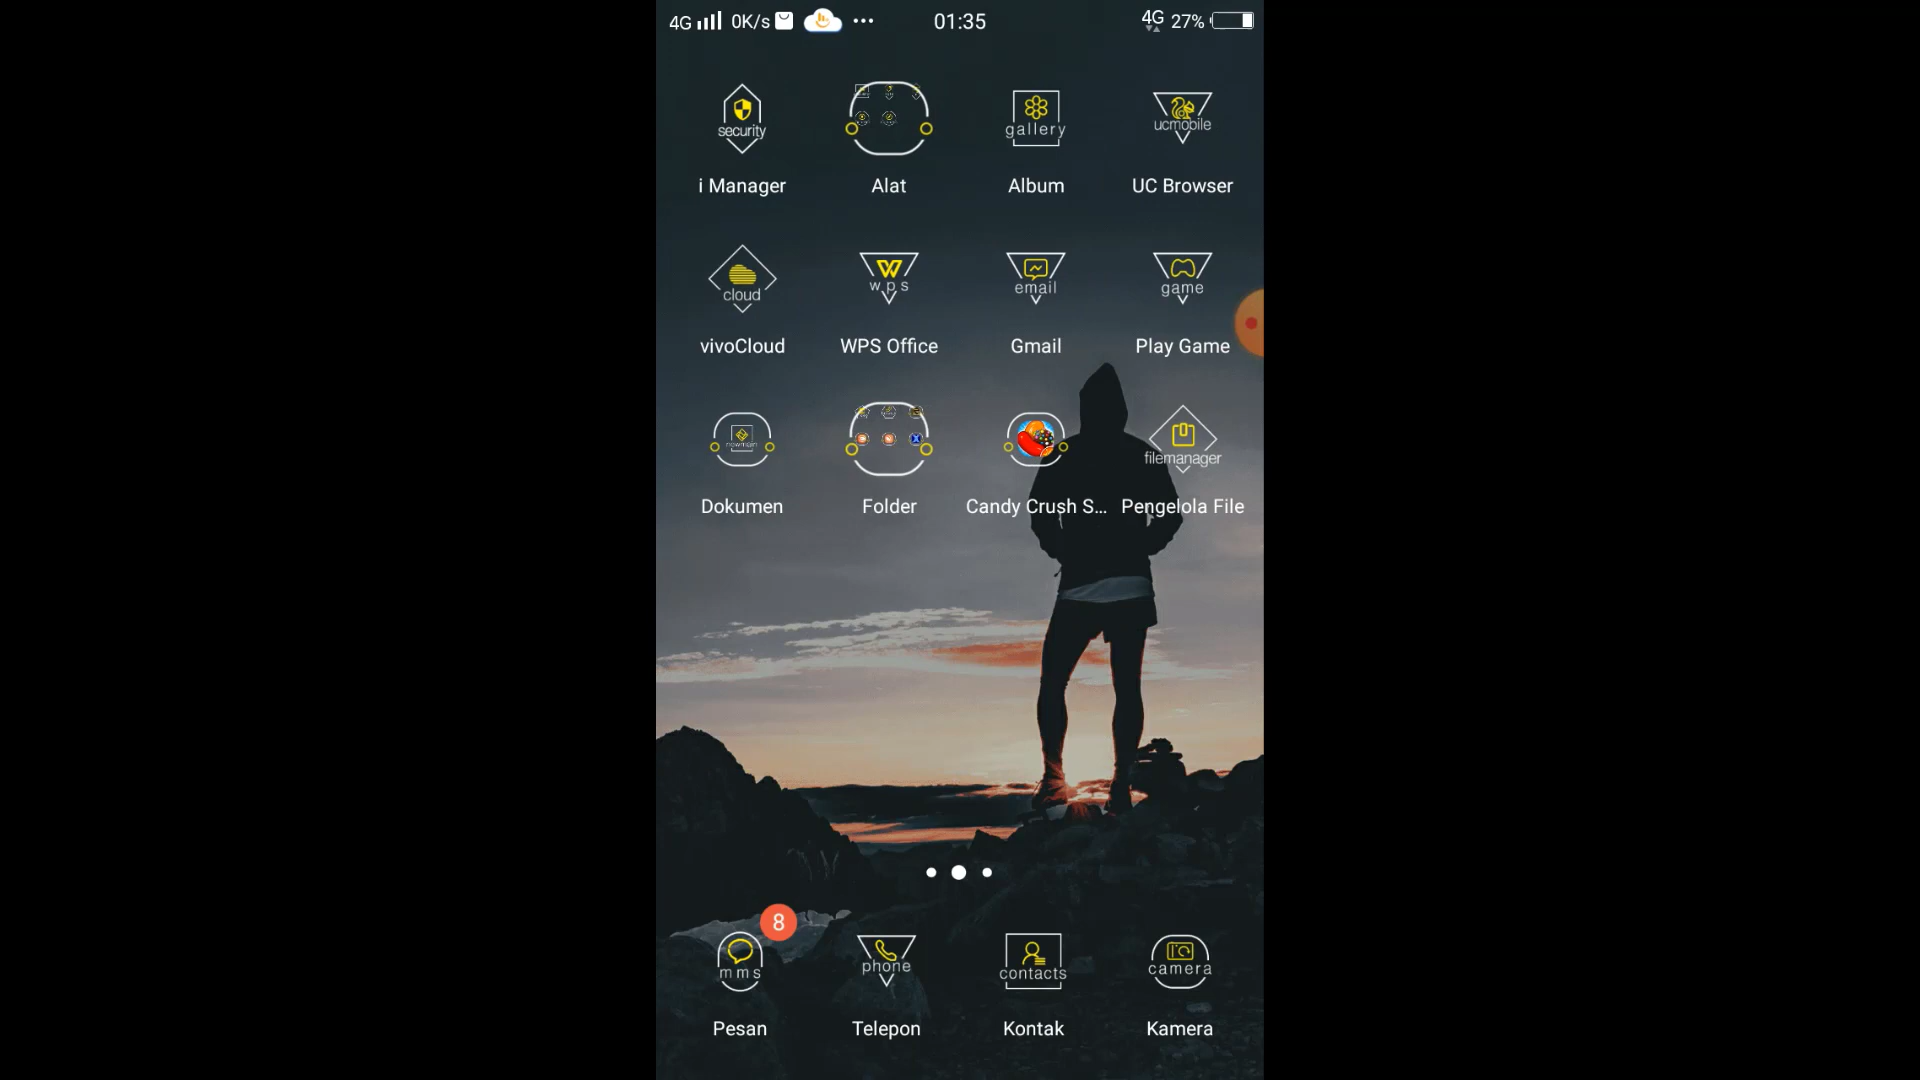 4G 0K/s 01:35 4G 27%
security gallery ucmobile
i Manager Alat Album UC Browser
cloud wps email game
vivoCloud WPS Office Gmail Play Game
filemanager
Dokumen Folder Candy Crush S... Pengelola File
8
mms phone contacts camera
Pesan Telepon Kontak Kamera